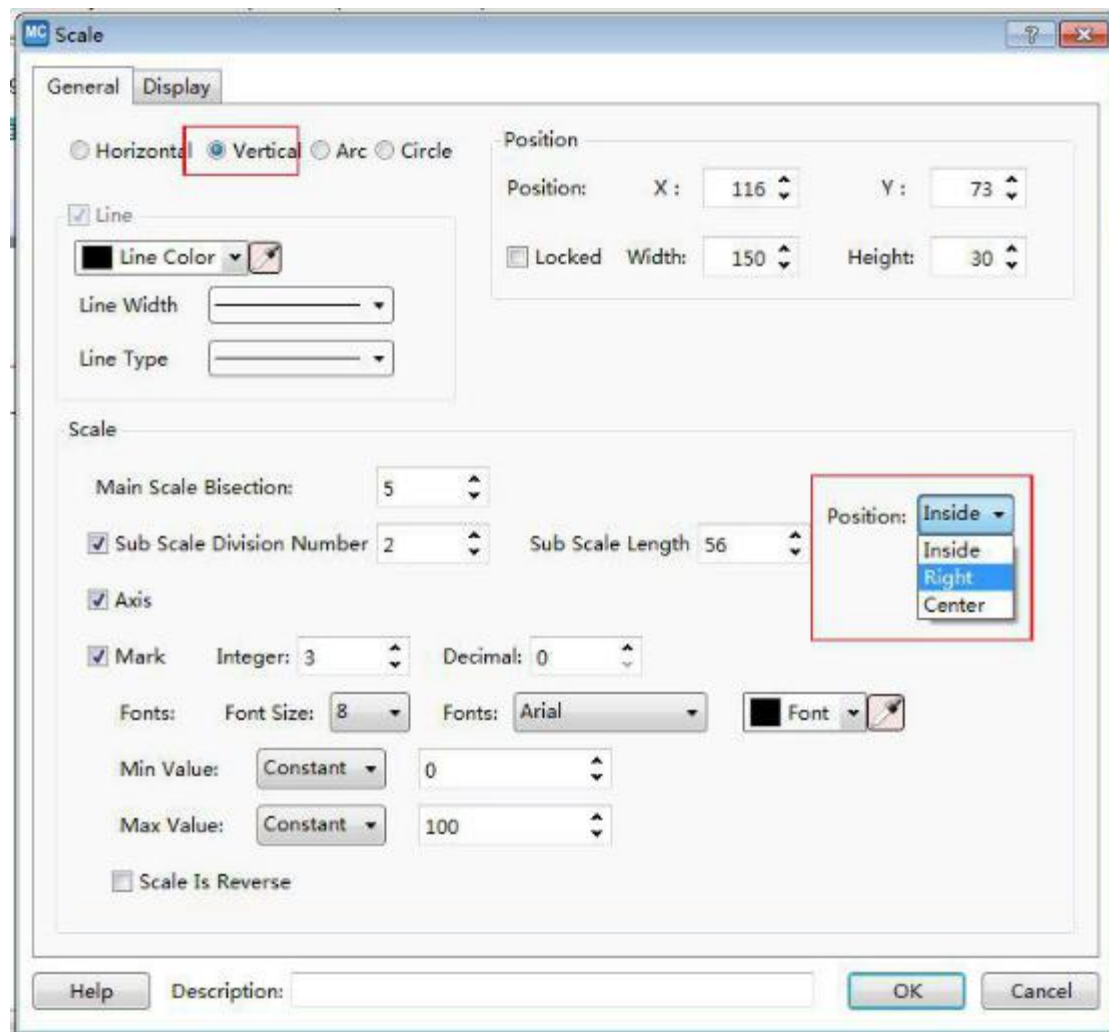 MC Scale
General Display
Horizontal Vertical Arc Circle
Position
Position: X : 116 Y : 73
Line
Line Color
Locked Width: 150 Height: 30
Line Width
Line Type
Scale
Main Scale Bisection: 5
Position: Inside
Sub Scale Division Number 2 Sub Scale Length 56
Inside
Right
Center
Axis
Mark Integer: 3 Decimal: 0
Fonts: Font Size: 8 Fonts: Arial Font
Min Value: Constant 0
Max Value: Constant 100
Scale Is Reverse
Help Description: OK Cancel